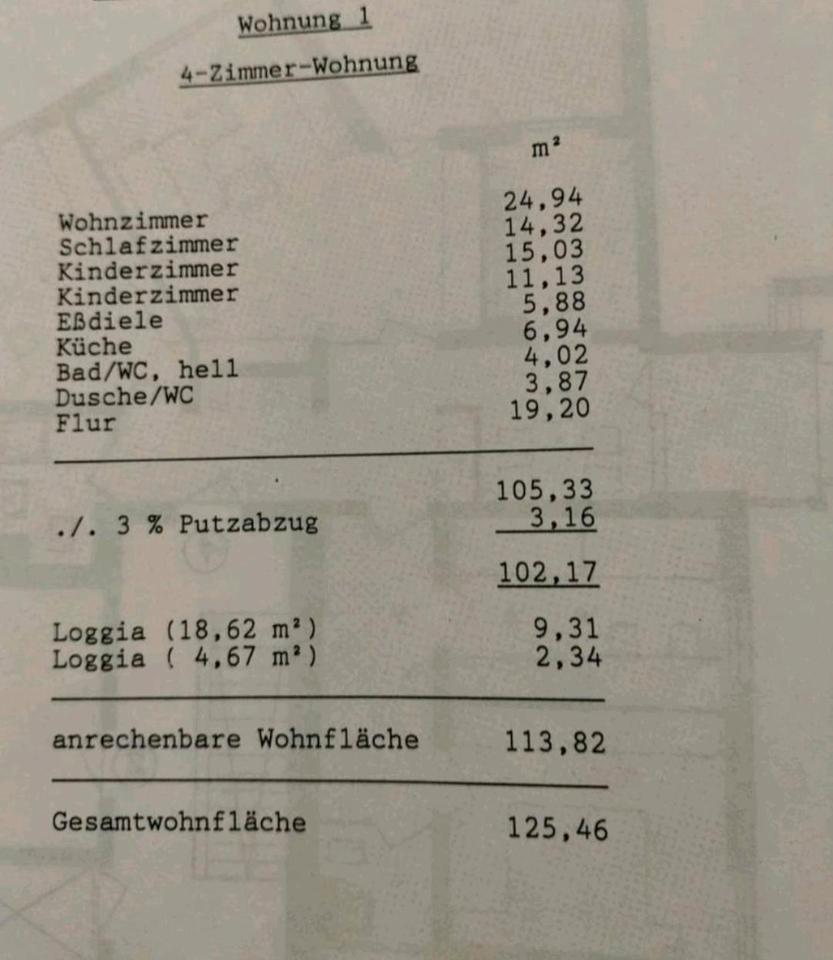 Wohnung 1
4-Zimmer-Wohnung
m²
Wohnzimmer 24,94
Schlafzimmer 14,32
Kinderzimmer 15,03
Kinderzimmer 11,13
Eßdiele 5,88
Küche 6,94
Bad/WC, hell 4,02
Dusche/WC 3,87
Flur 19,20
105,33
./. 3 % Putzabzug 3,16
102,17
Loggia (18,62 m²) 9,31
Loggia ( 4,67 m²) 2,34
anrechenbare Wohnfläche 113,82
Gesamtwohnfläche 125,46